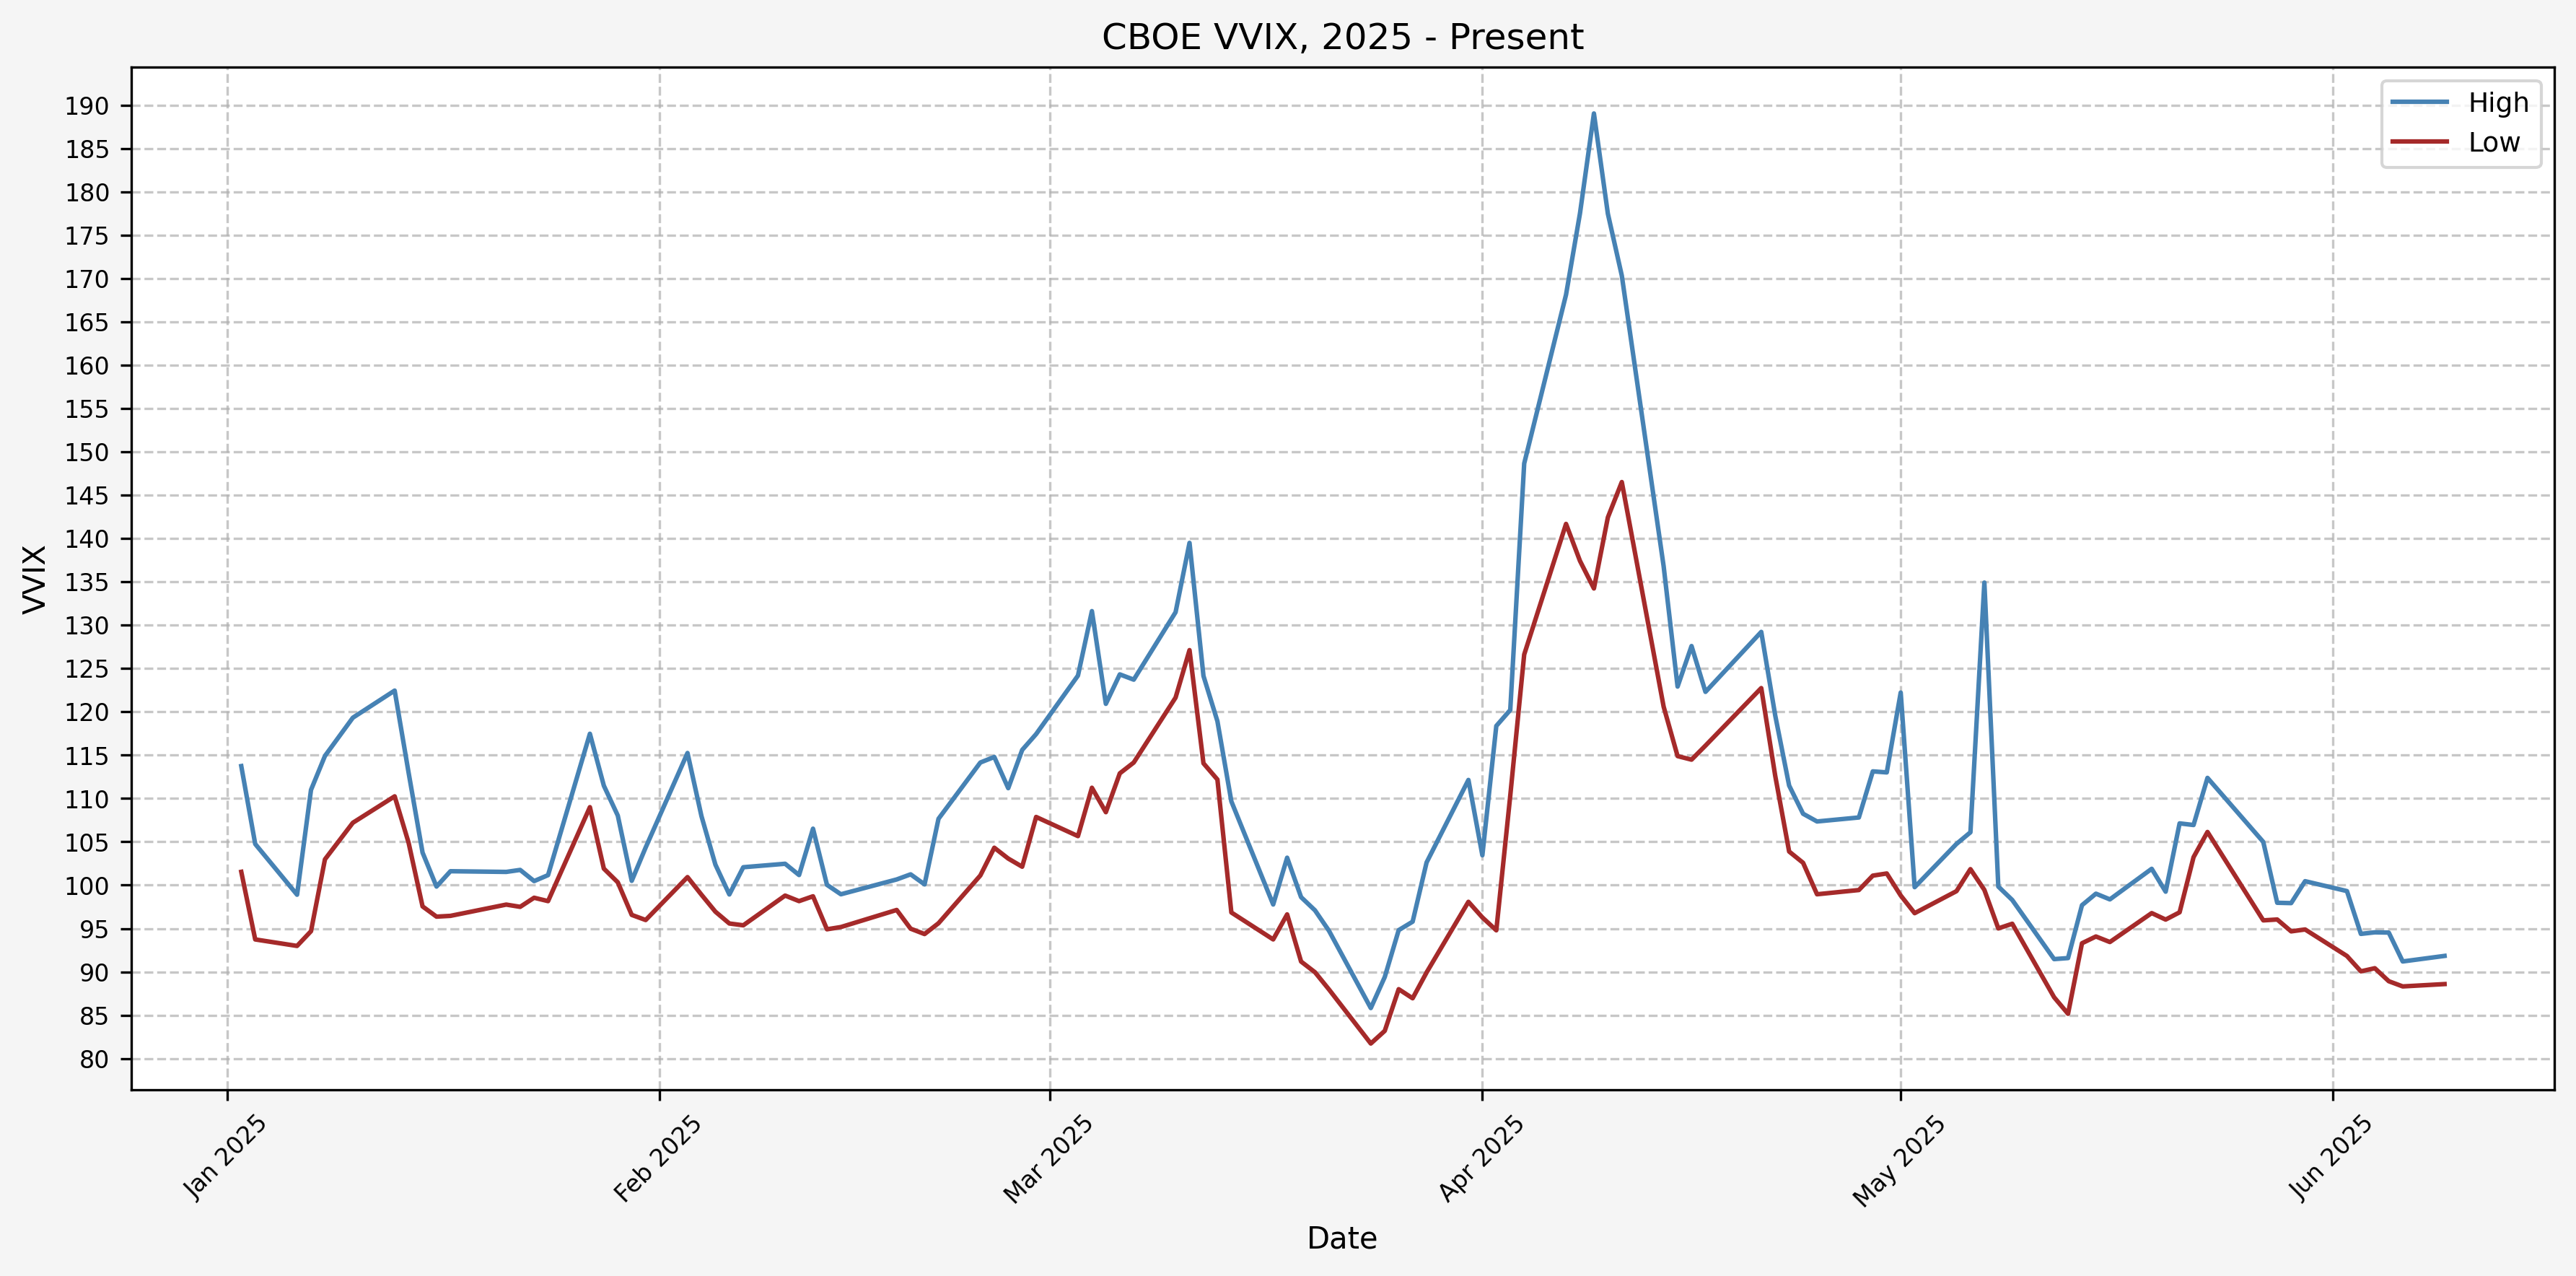 CBOE VVIX, 2025 - Present
High
Low
VVIX
190
185
180
175
170
165
160
155
150
145
140
135
130
125
120
115
110
105
100
95
90
85
80
Jan 2025
Feb 2025
Mar 2025
Apr 2025
May 2025
Jun 2025
Date